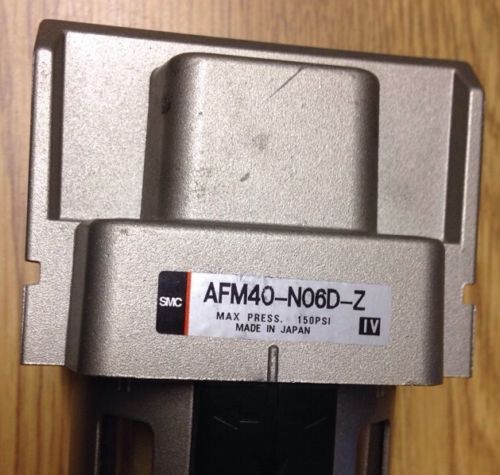 SMC
AFM40-N06D-Z
MAX PRESS. 150PSI
MADE IN JAPAN
IV